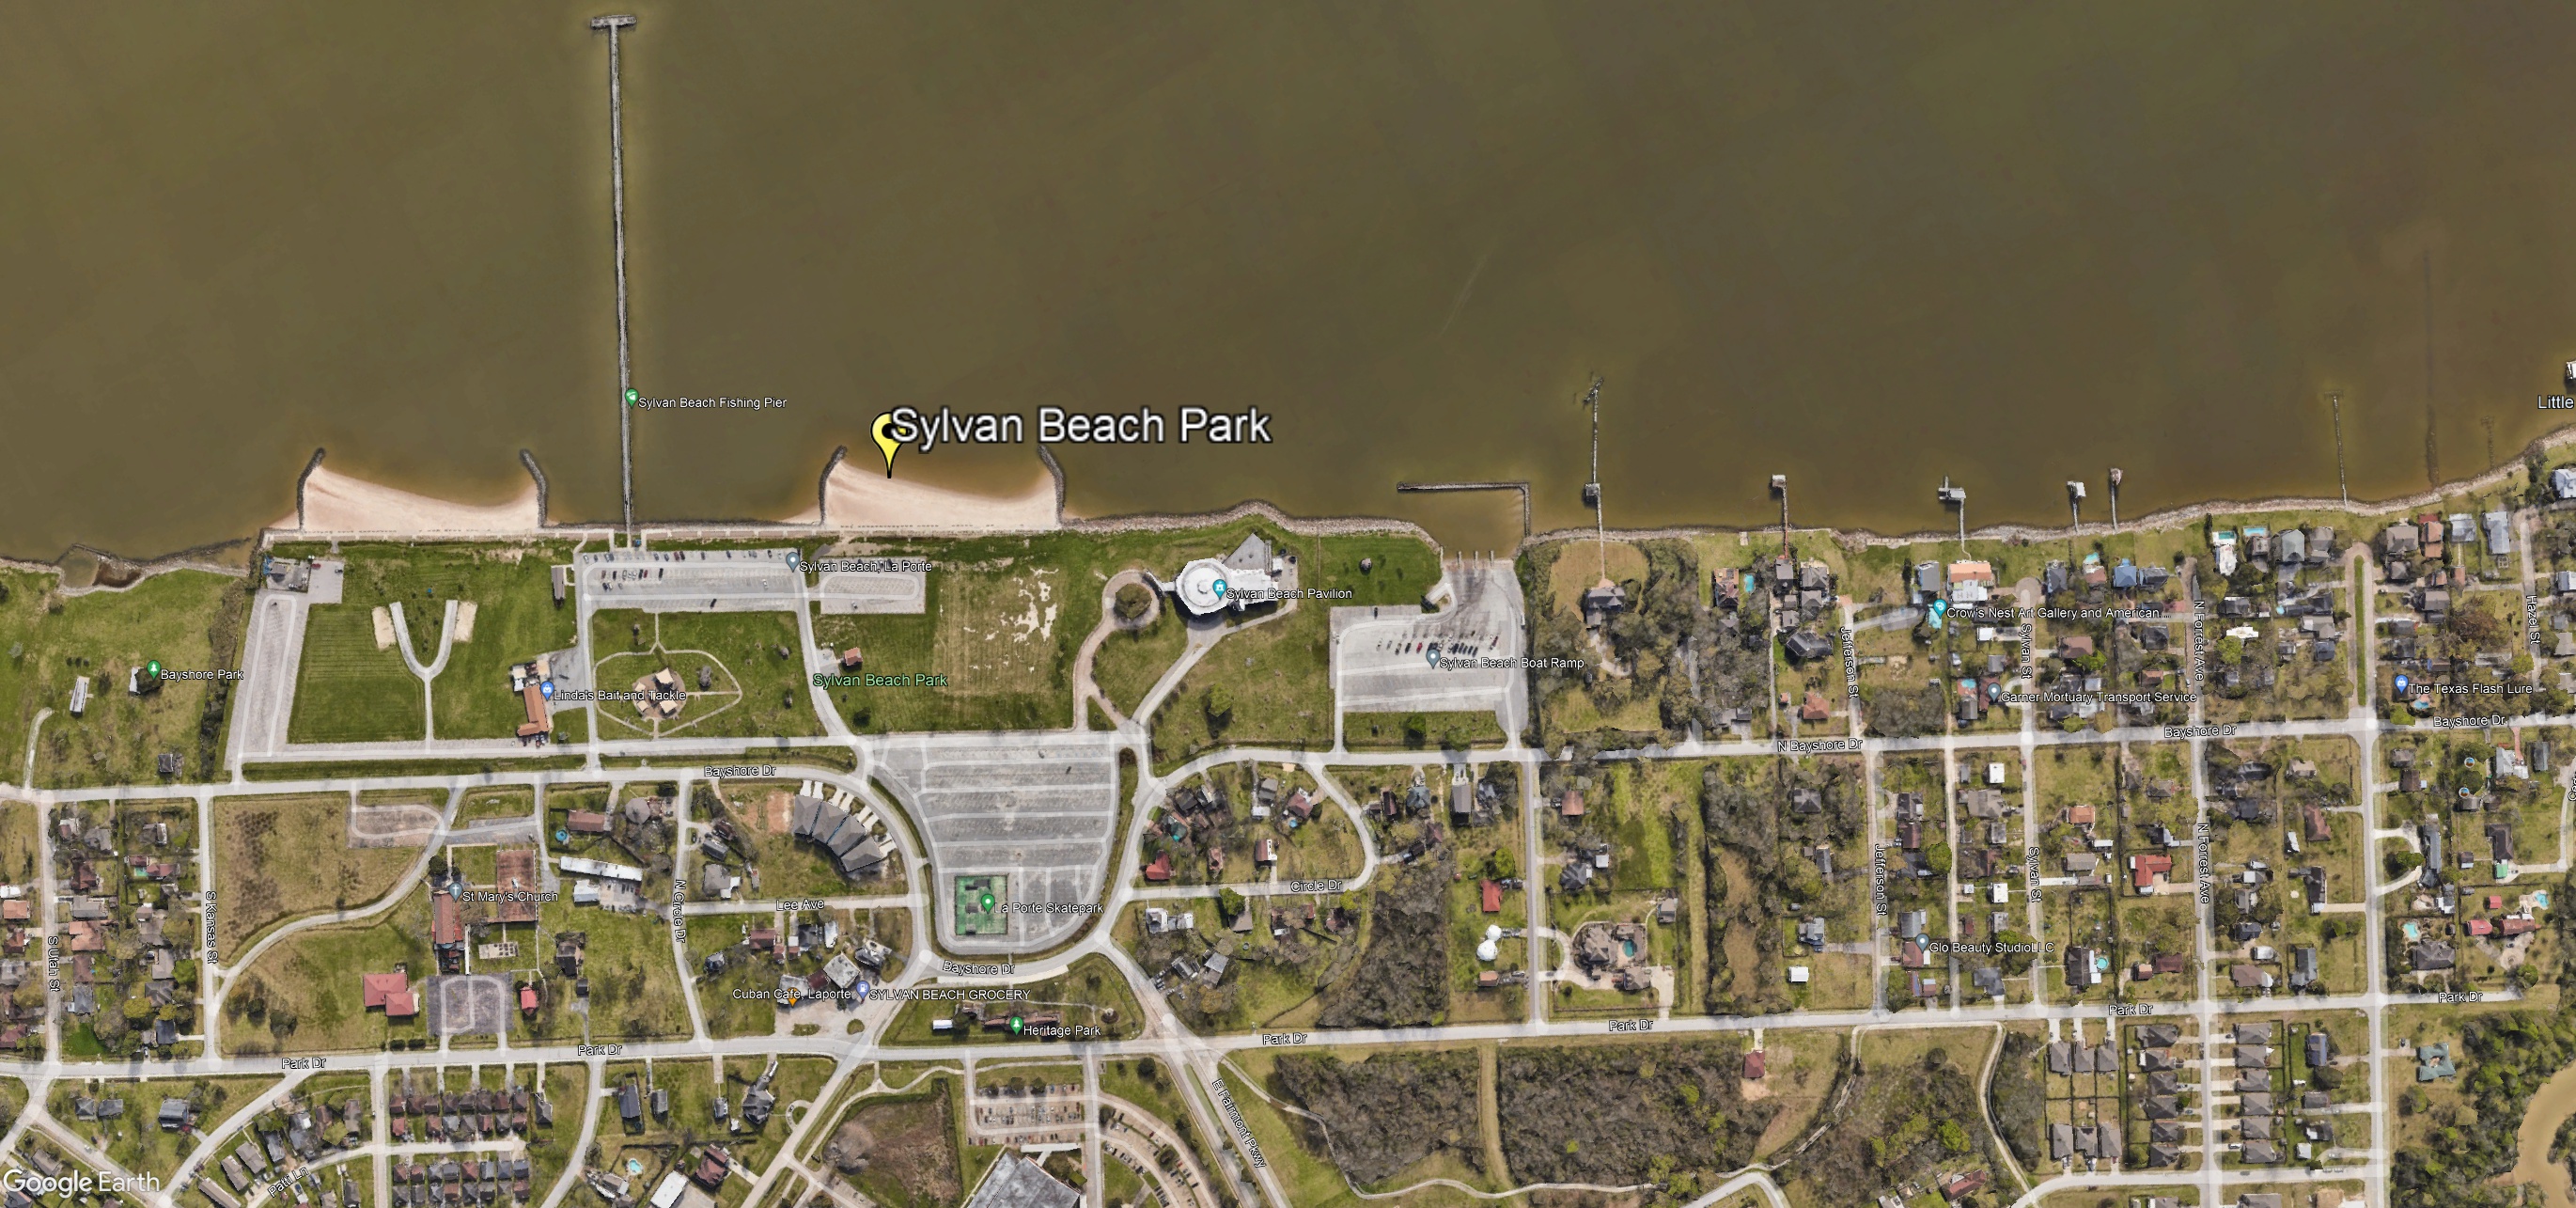 Sylvan Beach Fishing Pier
Sylvan Beach Park
Little
Sylvan Beach, La Porte
Sylvan Beach Pavilion
Crow's Nest Art Gallery and American...
Hazel St
N Forrest Ave
Jefferson St
Sylvan St
Sylvan Beach Boat Ramp
Bayshore Park
Sylvan Beach Park
Linda's Bait and Tackle
Garner Mortuary Transport Service
The Texas Flash Lure
Bayshore Dr
Bayshore Dr
N Bayshore Dr
Bayshore Dr
St Mary's Church
Lee Ave
Circle Dr
La Porte Skatepark
N Circle Dr
S Kansas St
S Utah St
Jefferson St
Sylvan St
N Forrest Ave
Glo Beauty StudioLLC
Bayshore Dr
Cuban Cafe Laporte
SYLVAN BEACH GROCERY
Heritage Park
Park Dr
Park Dr
Park Dr
Park Dr
Park Dr
Park Dr
E Fairmont Pkwy
Patti Ln
Google Earth